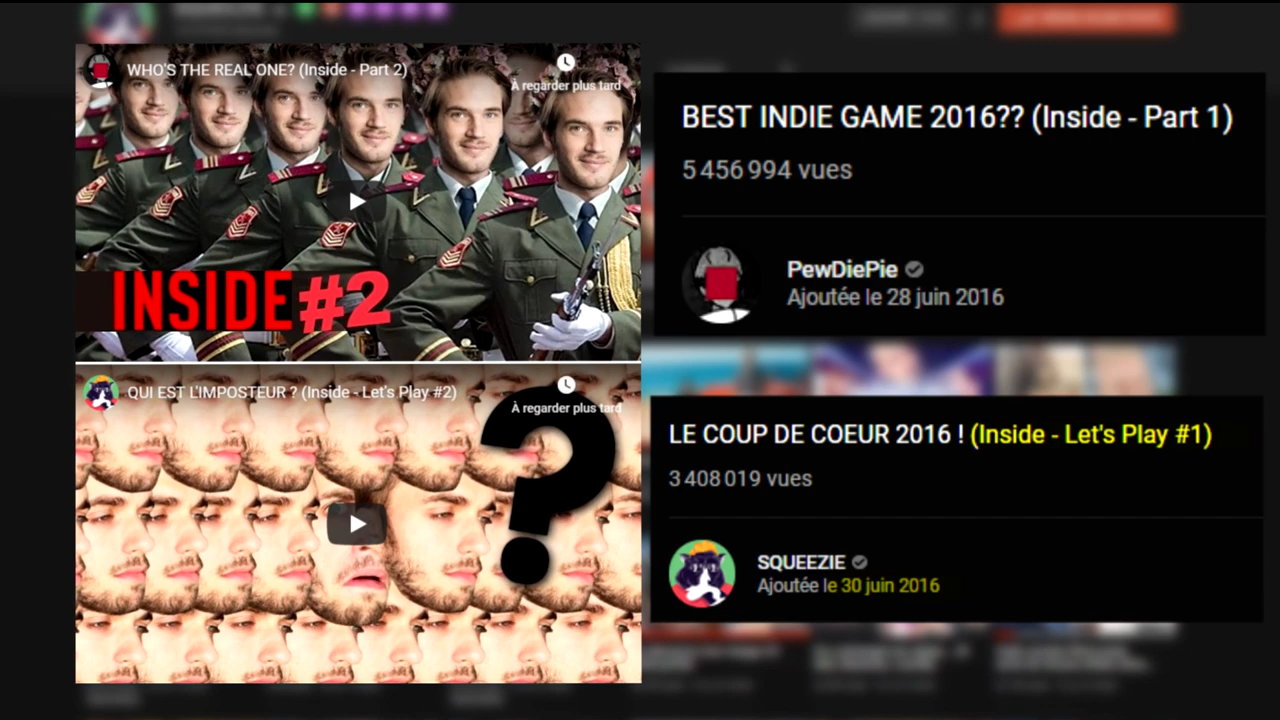 WHO'S THE REAL ONE? (Inside - Part 2)
À regarder plus tard
INSIDE #2
BEST INDIE GAME 2016?? (Inside - Part 1)
5 456 994 vues
PewDiePie
Ajoutée le 28 juin 2016
QUI EST L'IMPOSTEUR ? (Inside - Let's Play #2)
À regarder plus tard
?
LE COUP DE COEUR 2016 ! (Inside - Let's Play #1)
3 408 019 vues
SQUEEZIE
Ajoutée le 30 juin 2016